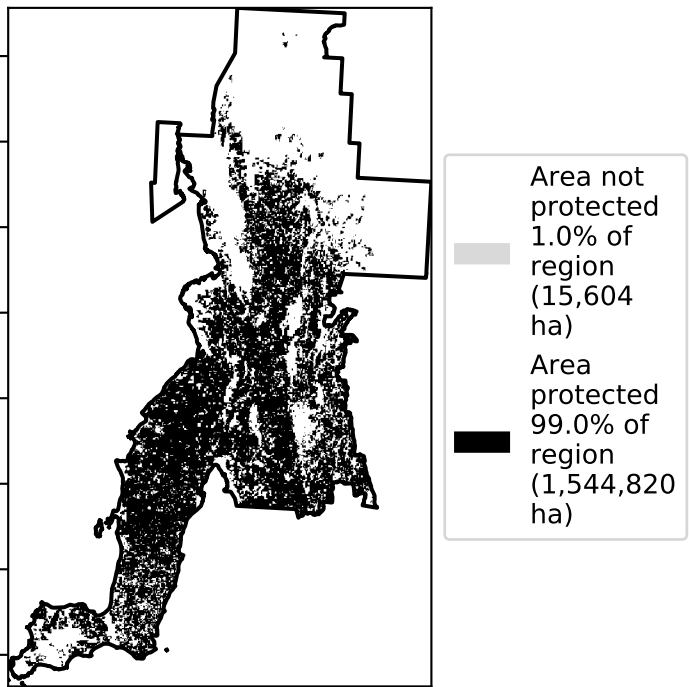 Area not
protected
1.0% of
region
(15,604
ha)
Area
protected
99.0% of
region
(1,544,820
ha)